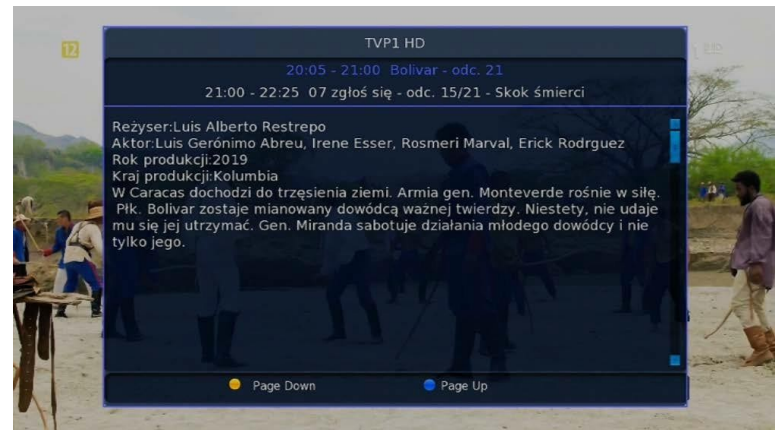 12
TVP1 HD
20:05 - 21:00 Bolivar - odc. 21
21:00 - 22:25 07 zgłoś się - odc. 15/21 - Skok śmierci
Reżyser:Luis Alberto Restrepo
Aktor:Luis Gerónimo Abreu, Irene Esser, Rosmeri Marval, Erick Rodrguez
Rok produkcji:2019
Kraj produkcji:Kolumbia
W Caracas dochodzi do trzęsienia ziemi. Armia gen. Monteverde rośnie w siłę.
Płk. Bolivar zostaje mianowany dowódcą ważnej twierdzy. Niestety, nie udaje
mu się jej utrzymać. Gen. Miranda sabotuje działania młodego dowódcy i nie
tylko jego.
Page Down
Page Up